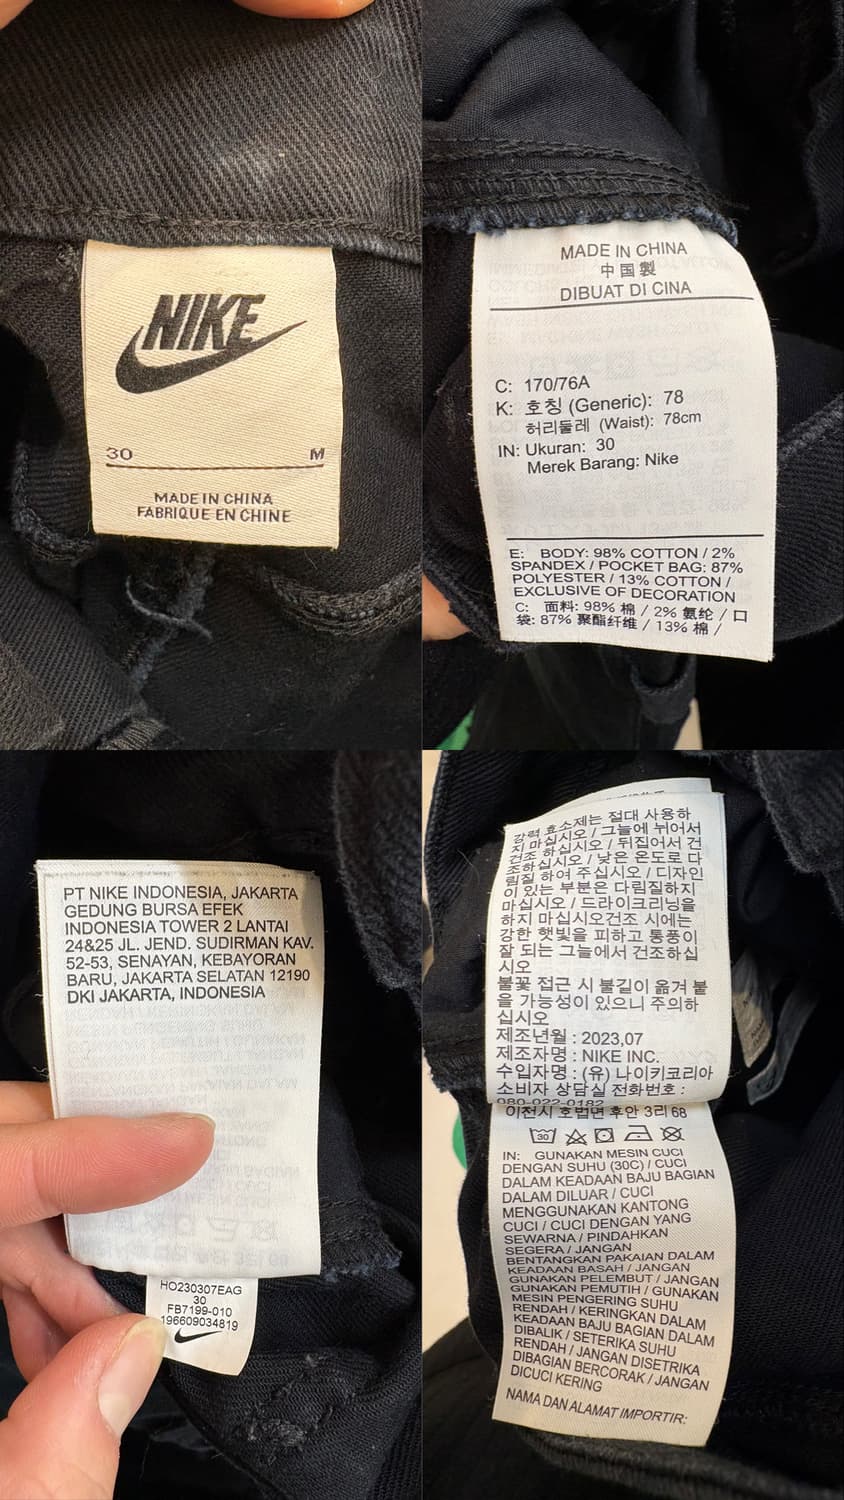 NIKE
30 M
MADE IN CHINA
FABRIQUE EN CHINE
MADE IN CHINA
中国製
DIBUAT DI CINA
C: 170/76A
K: 호칭 (Generic): 78
허리둘레 (Waist): 78cm
IN: Ukuran: 30
Merek Barang: Nike
E: BODY: 98% COTTON / 2%
SPANDEX / POCKET BAG: 87%
POLYESTER / 13% COTTON /
EXCLUSIVE OF DECORATION
C: 面料: 98% 棉 / 2% 氨纶 / 口
袋: 87% 聚酯纤维 / 13% 棉 /
PT NIKE INDONESIA, JAKARTA
GEDUNG BURSA EFEK
INDONESIA TOWER 2 LANTAI
24&25 JL. JEND. SUDIRMAN KAV.
52-53, SENAYAN, KEBAYORAN
BARU, JAKARTA SELATAN 12190
DKI JAKARTA, INDONESIA
HO230307EAG
30
FB7199-010
196609034819
강력 효소제는 절대 사용하
지 마십시오 / 그늘에 뉘어서
건조 하십시오 / 뒤집어서 건
조하십시오 / 낮은 온도로 다
림질 하여 주십시오 / 디자인
이 있는 부분은 다림질하지
마십시오 / 드라이크리닝을
하지 마십시오건조 시에는
강한 햇빛을 피하고 통풍이
잘 되는 그늘에서 건조하십
시오
불꽃 접근 시 불길이 옮겨 붙
을 가능성이 있으니 주의하
십시오
제조년월 : 2023,07
제조자명 : NIKE INC.
수입자명 : (유) 나이키코리아
소비자 상담실 전화번호 :
080-022-0182
이천시 호법면 후안 3리 68
30
IN: GUNAKAN MESIN CUCI
DENGAN SUHU (30C) / CUCI
DALAM KEADAAN BAJU BAGIAN
DALAM DILUAR / CUCI
MENGGUNAKAN KANTONG
CUCI / CUCI DENGAN YANG
SEWARNA / PINDAHKAN
SEGERA / JANGAN
BENTANGKAN PAKAIAN DALAM
KEADAAN BASAH / JANGAN
GUNAKAN PELEMBUT / JANGAN
GUNAKAN PEMUTIH / GUNAKAN
MESIN PENGERING SUHU
RENDAH / KERINGKAN DALAM
KEADAAN BAJU BAGIAN DALAM
DIBALIK / SETERIKA SUHU
RENDAH / JANGAN DISETRIKA
DIBAGIAN BERCORAK / JANGAN
DICUCI KERING
NAMA DAN ALAMAT IMPORTIR: